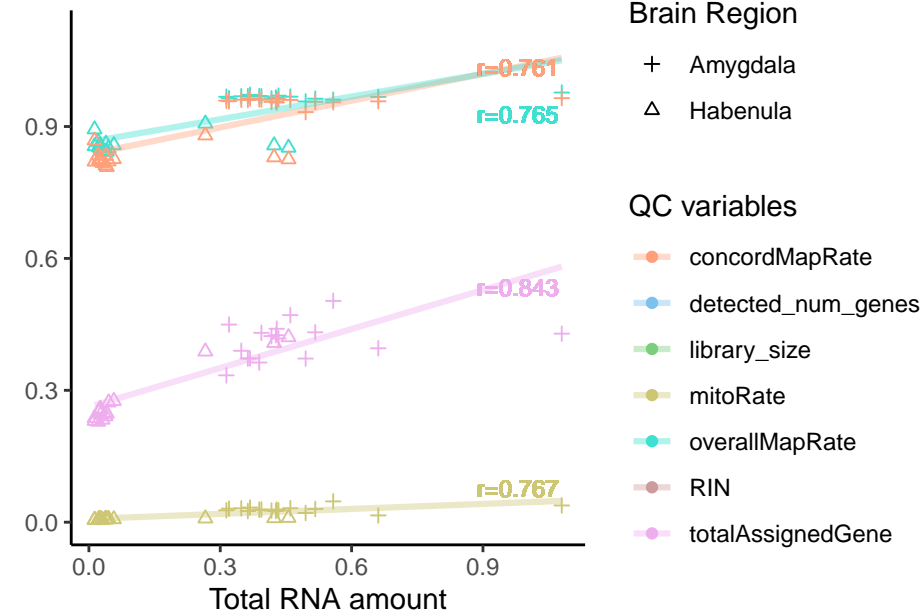 Brain Region
Amygdala
Habenula
QC variables
concordMapRate
detected_num_genes
library_size
mitoRate
overallMapRate
RIN
totalAssignedGene
r=0.761
r=0.765
r=0.843
r=0.767
0.9
0.6
0.3
0.0
0.0 0.3 0.6 0.9
Total RNA amount